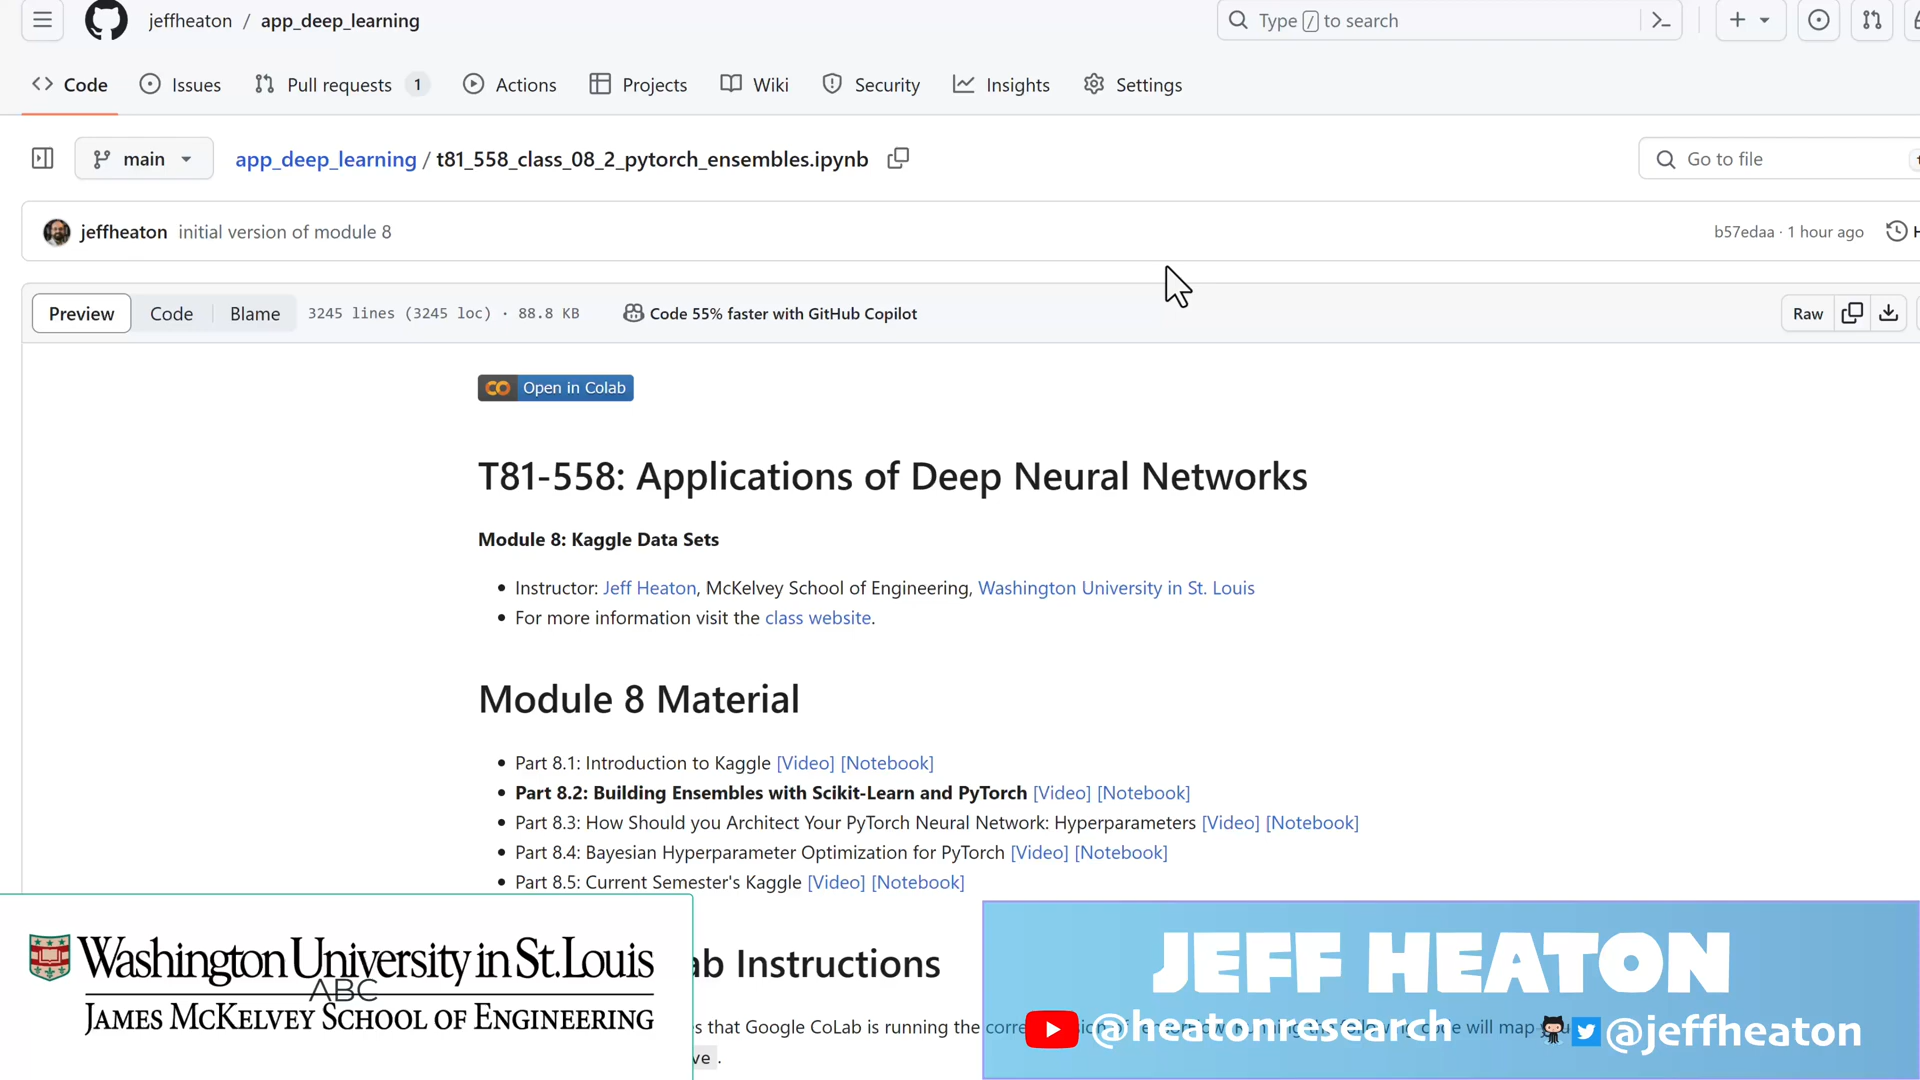 jeffheaton / app_deep_learning
Type / to search
Code
Issues
Pull requests 1
Actions
Projects
Wiki
Security
Insights
Settings
main
app_deep_learning / t81_558_class_08_2_pytorch_ensembles.ipynb
Go to file
jeffheaton initial version of module 8
b57edaa · 1 hour ago
Preview
Code
Blame
3245 lines (3245 loc) · 88.8 KB
Code 55% faster with GitHub Copilot
Raw
CO Open in Colab
T81-558: Applications of Deep Neural Networks
Module 8: Kaggle Data Sets
• Instructor: Jeff Heaton, McKelvey School of Engineering, Washington University in St. Louis
• For more information visit the class website.
Module 8 Material
• Part 8.1: Introduction to Kaggle [Video] [Notebook]
• Part 8.2: Building Ensembles with Scikit-Learn and PyTorch [Video] [Notebook]
• Part 8.3: How Should you Architect Your PyTorch Neural Network: Hyperparameters [Video] [Notebook]
• Part 8.4: Bayesian Hyperparameter Optimization for PyTorch [Video] [Notebook]
• Part 8.5: Current Semester's Kaggle [Video] [Notebook]
ab Instructions
s that Google CoLab is running the
will map
ve .
Washington University in St. Louis
ABC
JAMES MCKELVEY SCHOOL OF ENGINEERING
JEFF HEATON
@heatonresearch
@jeffheaton